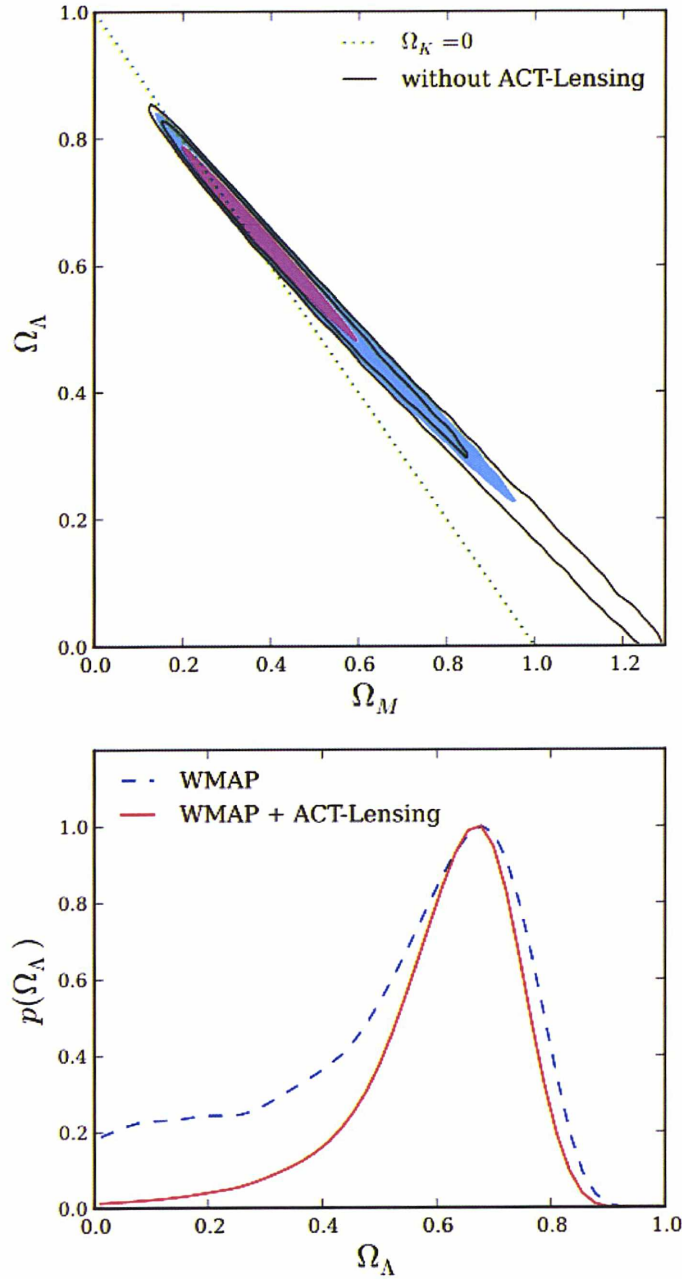 1.0
0.8
0.6
0.4
0.2
0.0
Ω_Λ
Ω_K = 0
without ACT-Lensing
0.0 0.2 0.4 0.6 0.8 1.0 1.2
Ω_M
WMAP
WMAP + ACT-Lensing
1.0
0.8
0.6
0.4
0.2
0.0
p(Ω_Λ)
0.0 0.2 0.4 0.6 0.8 1.0
Ω_Λ